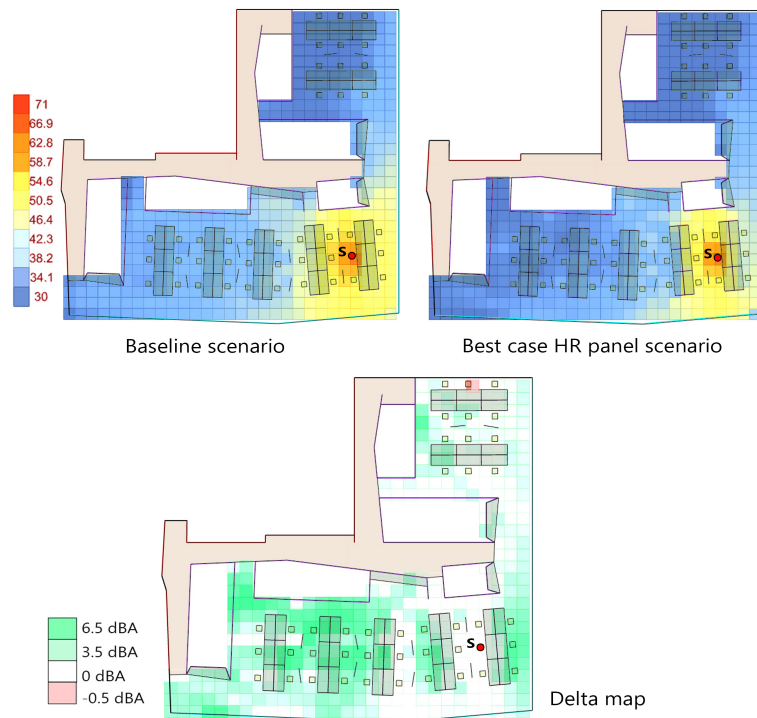 71
66.9
62.8
58.7
54.6
50.5
46.4
42.3
38.2
34.1
30
S
S
Baseline scenario
Best case HR panel scenario
6.5 dBA
3.5 dBA
0 dBA
-0.5 dBA
S
Delta map